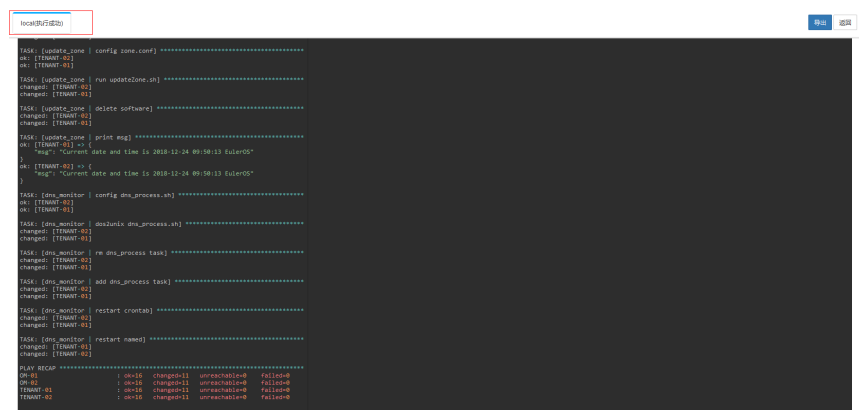 local(执行成功)
导出 返回
TASK: [update_zone | config zone.conf] ****************************************
ok: [TENANT-02]
ok: [TENANT-01]
TASK: [update_zone | run updateZone.sh] ***************************************
changed: [TENANT-02]
changed: [TENANT-01]
TASK: [update_zone | delete software] *****************************************
changed: [TENANT-02]
changed: [TENANT-01]
TASK: [update_zone | print msg] ***********************************************
ok: [TENANT-01] => {
"msg": "Current date and time is 2018-12-24 09:50:13 EulerOS"
}
ok: [TENANT-02] => {
"msg": "Current date and time is 2018-12-24 09:50:13 EulerOS"
}
TASK: [dns_monitor | config dns_process.sh] ***********************************
ok: [TENANT-02]
ok: [TENANT-01]
TASK: [dns_monitor | dos2unix dns_process.sh] *********************************
changed: [TENANT-02]
changed: [TENANT-01]
TASK: [dns_monitor | rm dns_process task] *************************************
changed: [TENANT-02]
changed: [TENANT-01]
TASK: [dns_monitor | add dns_process task] ************************************
changed: [TENANT-02]
changed: [TENANT-01]
TASK: [dns_monitor | restart crontab] *****************************************
changed: [TENANT-02]
changed: [TENANT-01]
TASK: [dns_monitor | restart named] *******************************************
changed: [TENANT-01]
changed: [TENANT-02]
PLAY RECAP ********************************************************************
OM-01 : ok=16 changed=11 unreachable=0 failed=0
OM-02 : ok=16 changed=11 unreachable=0 failed=0
TENANT-01 : ok=16 changed=11 unreachable=0 failed=0
TENANT-02 : ok=16 changed=11 unreachable=0 failed=0